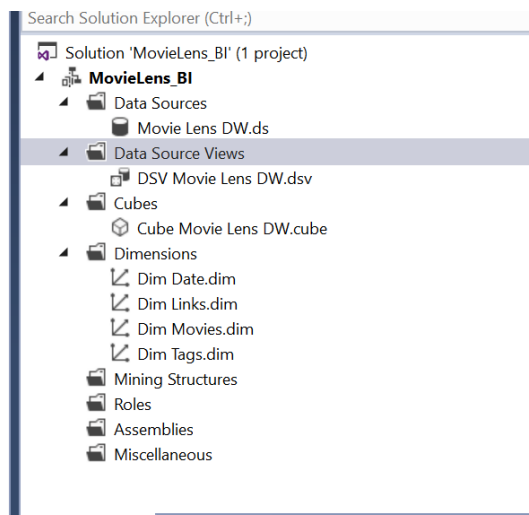 Search Solution Explorer (Ctrl+;)
Solution 'MovieLens_BI' (1 project)
MovieLens_BI
Data Sources
Movie Lens DW.ds
Data Source Views
DSV Movie Lens DW.dsv
Cubes
Cube Movie Lens DW.cube
Dimensions
Dim Date.dim
Dim Links.dim
Dim Movies.dim
Dim Tags.dim
Mining Structures
Roles
Assemblies
Miscellaneous